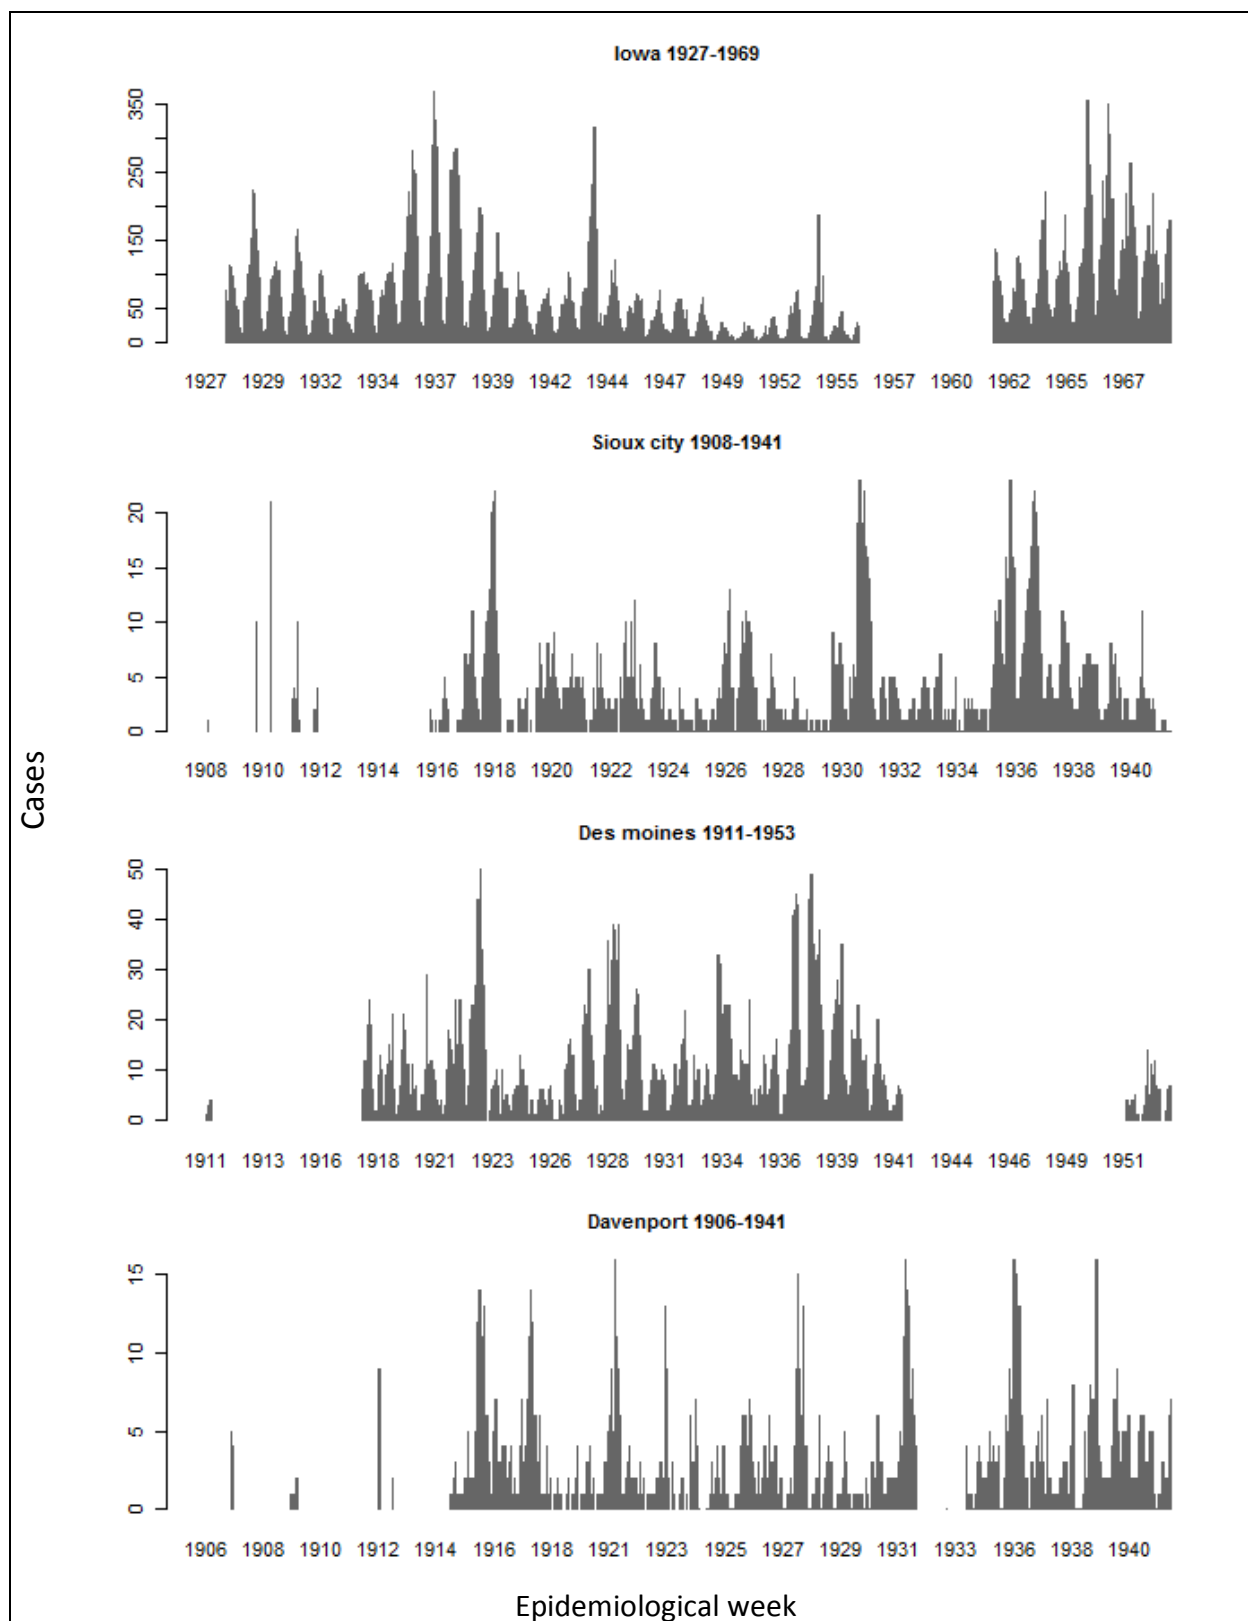 Iowa 1927-1969
350
250
150
50
0
1927 1929 1932 1934 1937 1939 1942 1944 1947 1949 1952 1955 1957 1960 1962 1965 1967
Sioux city 1908-1941
20
15
10
5
0
1908 1910 1912 1914 1916 1918 1920 1922 1924 1926 1928 1930 1932 1934 1936 1938 1940
Cases
Des moines 1911-1953
50
40
30
20
10
0
1911 1913 1916 1918 1921 1923 1926 1928 1931 1934 1936 1939 1941 1944 1946 1949 1951
Davenport 1906-1941
15
10
5
0
1906 1908 1910 1912 1914 1916 1918 1921 1923 1925 1927 1929 1931 1933 1936 1938 1940
Epidemiological week